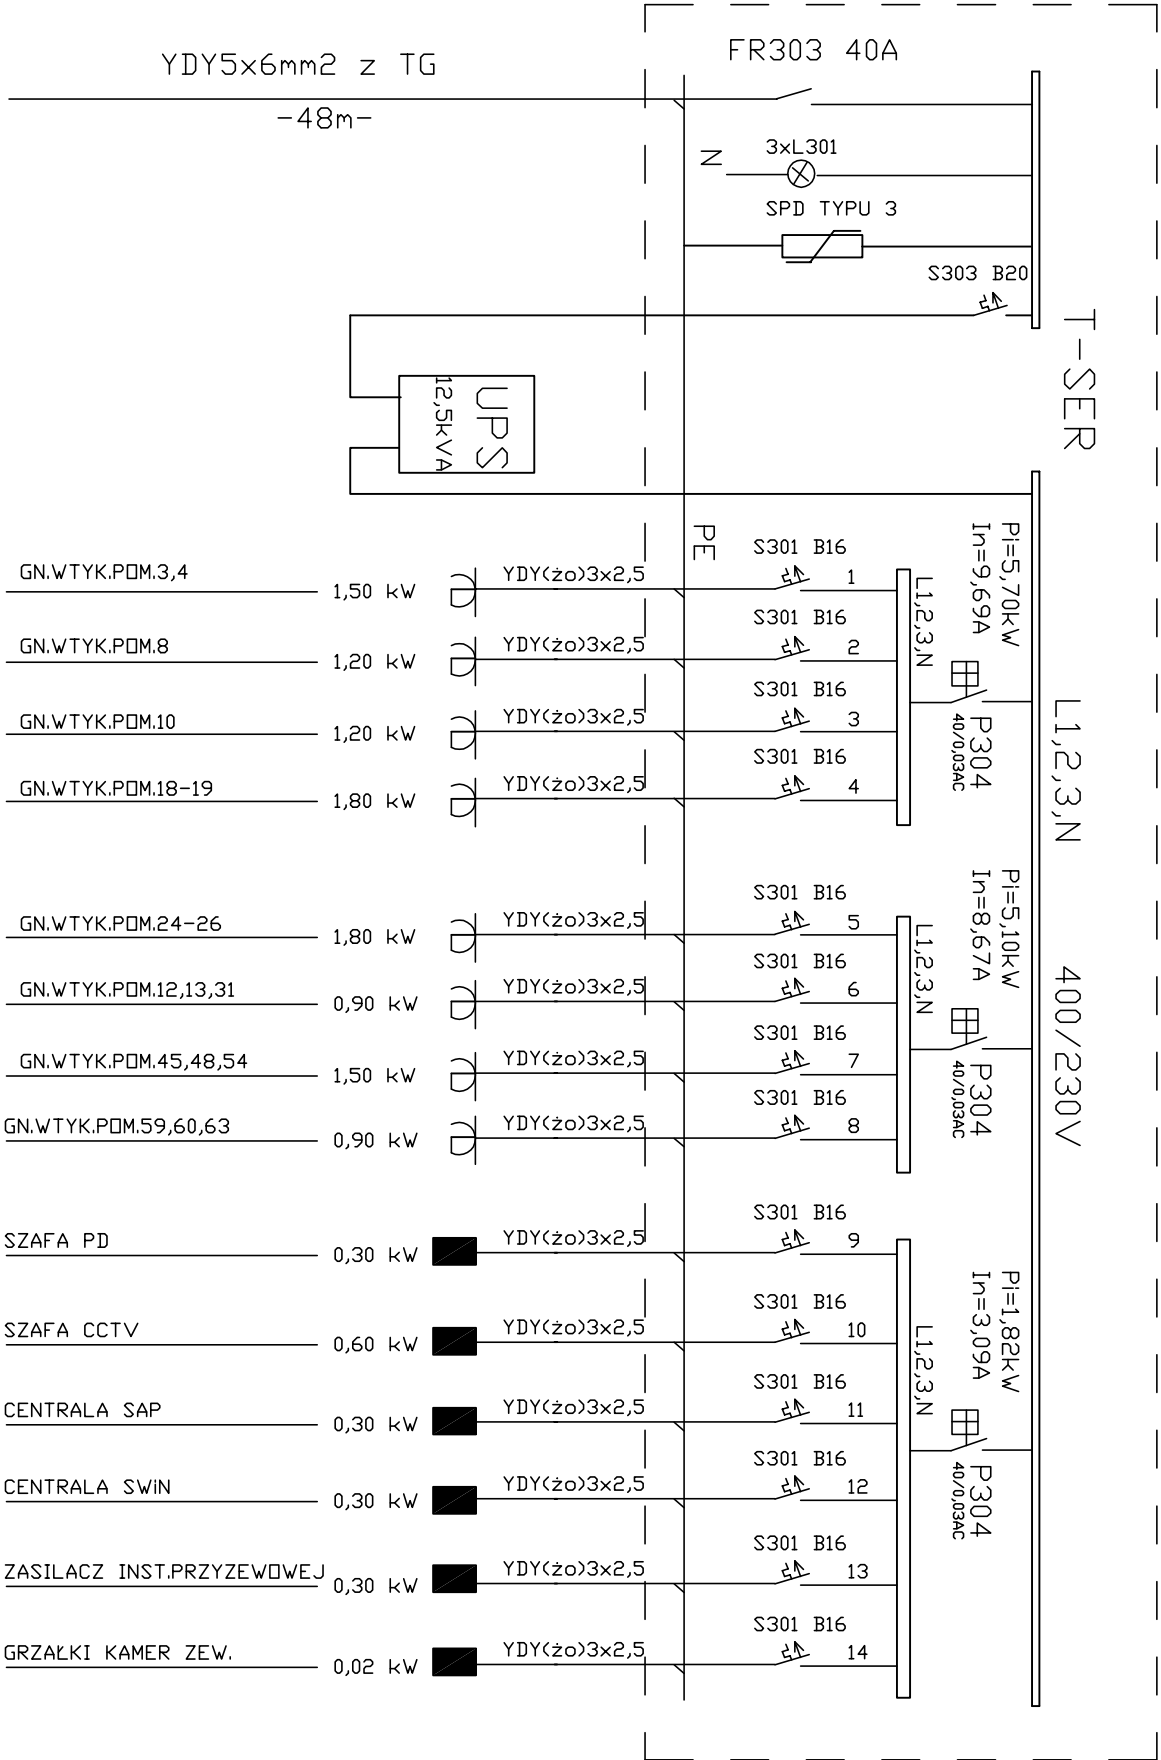 FR303 40A
YDY5x6mm2 z TG
-48m-
3xL301
N
SPD TYPU 3
S303 B20
T-SER
UPS
12,5kVA
PE
L1,2,3,N
400/230V
Pi=5,70kW
In=9,69A
L1,2,3,N
P304
40/0,03AC
GN.WTYK.POM.3,4
1,50 kW
YDY(żo)3x2,5
S301 B16
1
GN.WTYK.POM.8
1,20 kW
YDY(żo)3x2,5
S301 B16
2
GN.WTYK.POM.10
1,20 kW
YDY(żo)3x2,5
S301 B16
3
GN.WTYK.POM.18-19
1,80 kW
YDY(żo)3x2,5
S301 B16
4
Pi=5,10kW
In=8,67A
L1,2,3,N
P304
40/0,03AC
GN.WTYK.POM.24-26
1,80 kW
YDY(żo)3x2,5
S301 B16
5
GN.WTYK.POM.12,13,31
0,90 kW
YDY(żo)3x2,5
S301 B16
6
GN.WTYK.POM.45,48,54
1,50 kW
YDY(żo)3x2,5
S301 B16
7
GN.WTYK.POM.59,60,63
0,90 kW
YDY(żo)3x2,5
S301 B16
8
Pi=1,82kW
In=3,09A
L1,2,3,N
P304
40/0,03AC
SZAFA PD
0,30 kW
YDY(żo)3x2,5
S301 B16
9
SZAFA CCTV
0,60 kW
YDY(żo)3x2,5
S301 B16
10
CENTRALA SAP
0,30 kW
YDY(żo)3x2,5
S301 B16
11
CENTRALA SWiN
0,30 kW
YDY(żo)3x2,5
S301 B16
12
ZASILACZ INST.PRZYZEWOWEJ
0,30 kW
YDY(żo)3x2,5
S301 B16
13
GRZAŁKI KAMER ZEW.
0,02 kW
YDY(żo)3x2,5
S301 B16
14